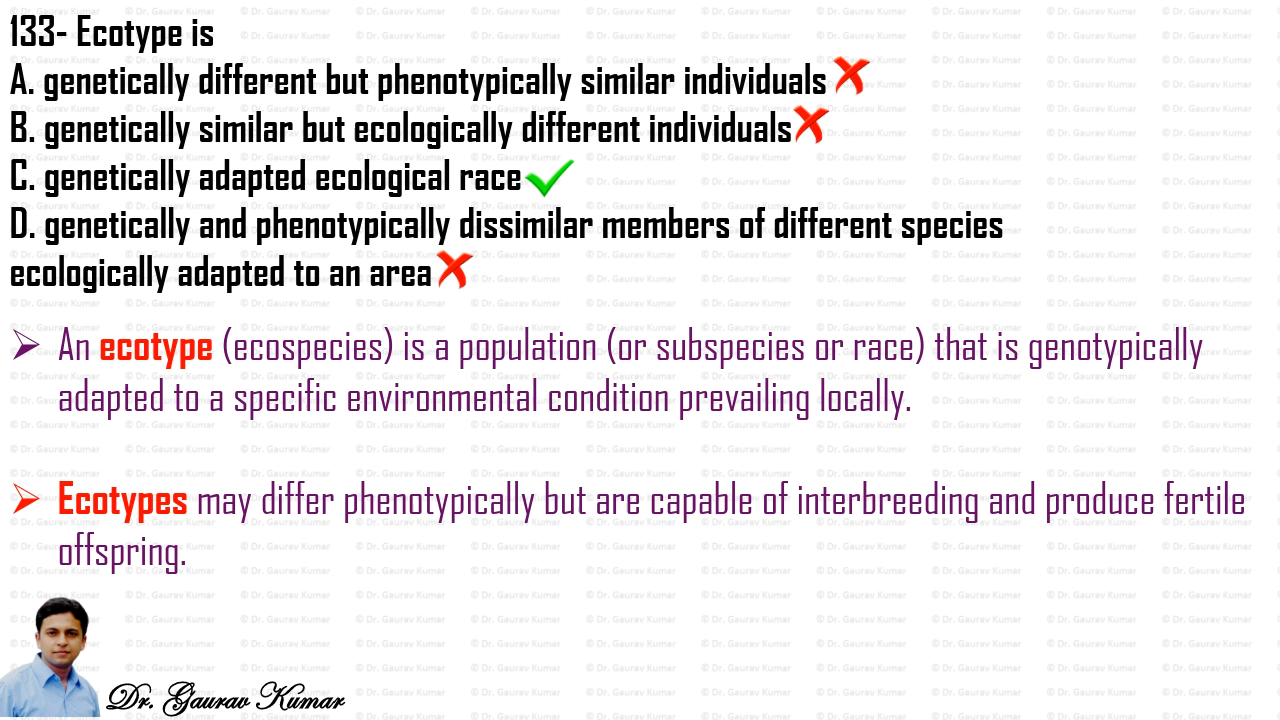 133- Ecotype is
A. genetically different but phenotypically similar individuals
B. genetically similar but ecologically different individuals
C. genetically adapted ecological race
D. genetically and phenotypically dissimilar members of different species
ecologically adapted to an area
An ecotype (ecospecies) is a population (or subspecies or race) that is genotypically
adapted to a specific environmental condition prevailing locally.
Ecotypes may differ phenotypically but are capable of interbreeding and produce fertile
offspring.
Dr. Gaurav Kumar
© Dr. Gaurav Kumar